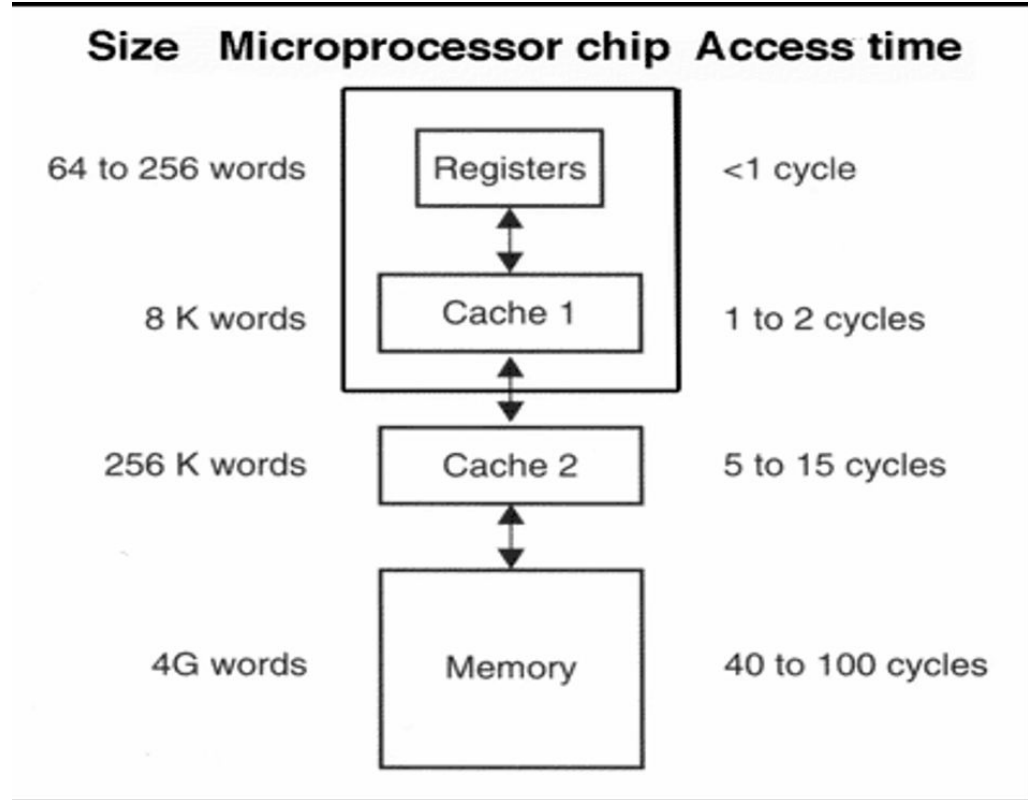 Size Microprocessor chip Access time
64 to 256 words Registers <1 cycle
8 K words Cache 1 1 to 2 cycles
256 K words Cache 2 5 to 15 cycles
4G words Memory 40 to 100 cycles